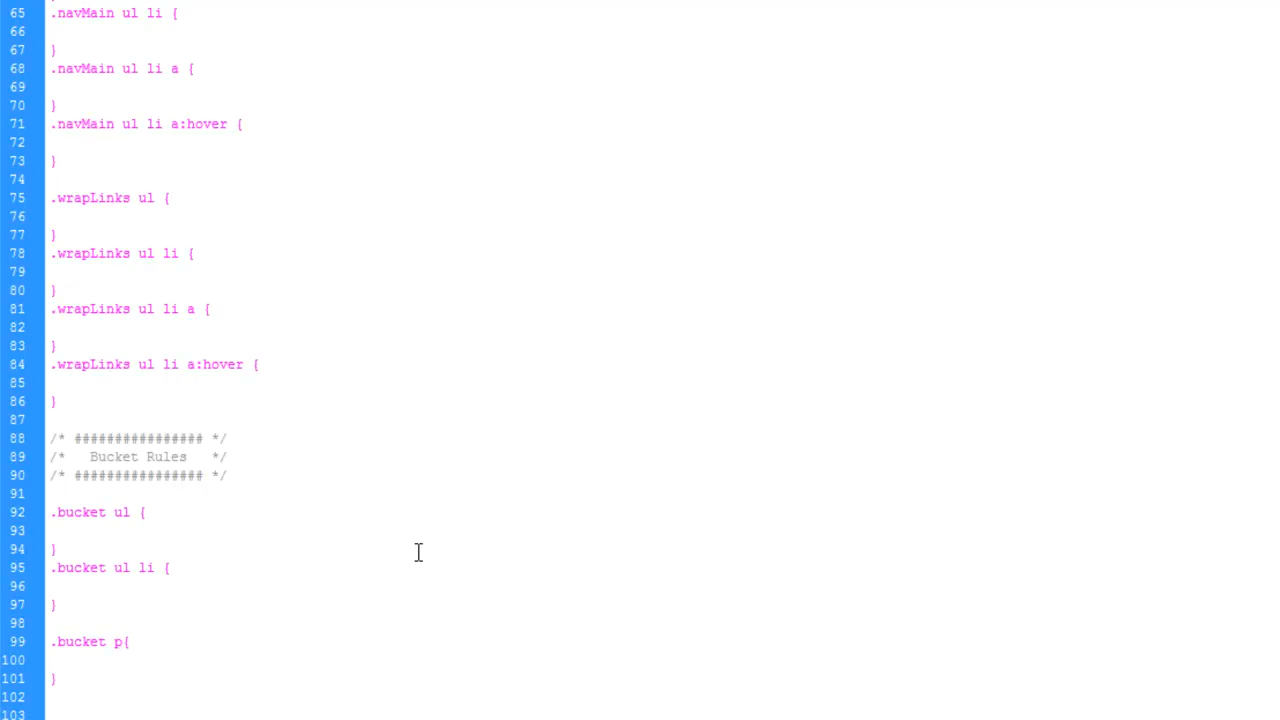 65 .navMain ul li {
66
67 }
68 .navMain ul li a {
69
70 }
71 .navMain ul li a:hover {
72
73 }
74
75 .wrapLinks ul {
76
77 }
78 .wrapLinks ul li {
79
80 }
81 .wrapLinks ul li a {
82
83 }
84 .wrapLinks ul li a:hover {
85
86 }
87
88 /* ################ */
89 /*   Bucket Rules   */
90 /* ################ */
91
92 .bucket ul {
93
94 }
95 .bucket ul li {
96
97 }
98
99 .bucket p{
100
101 }
102
103